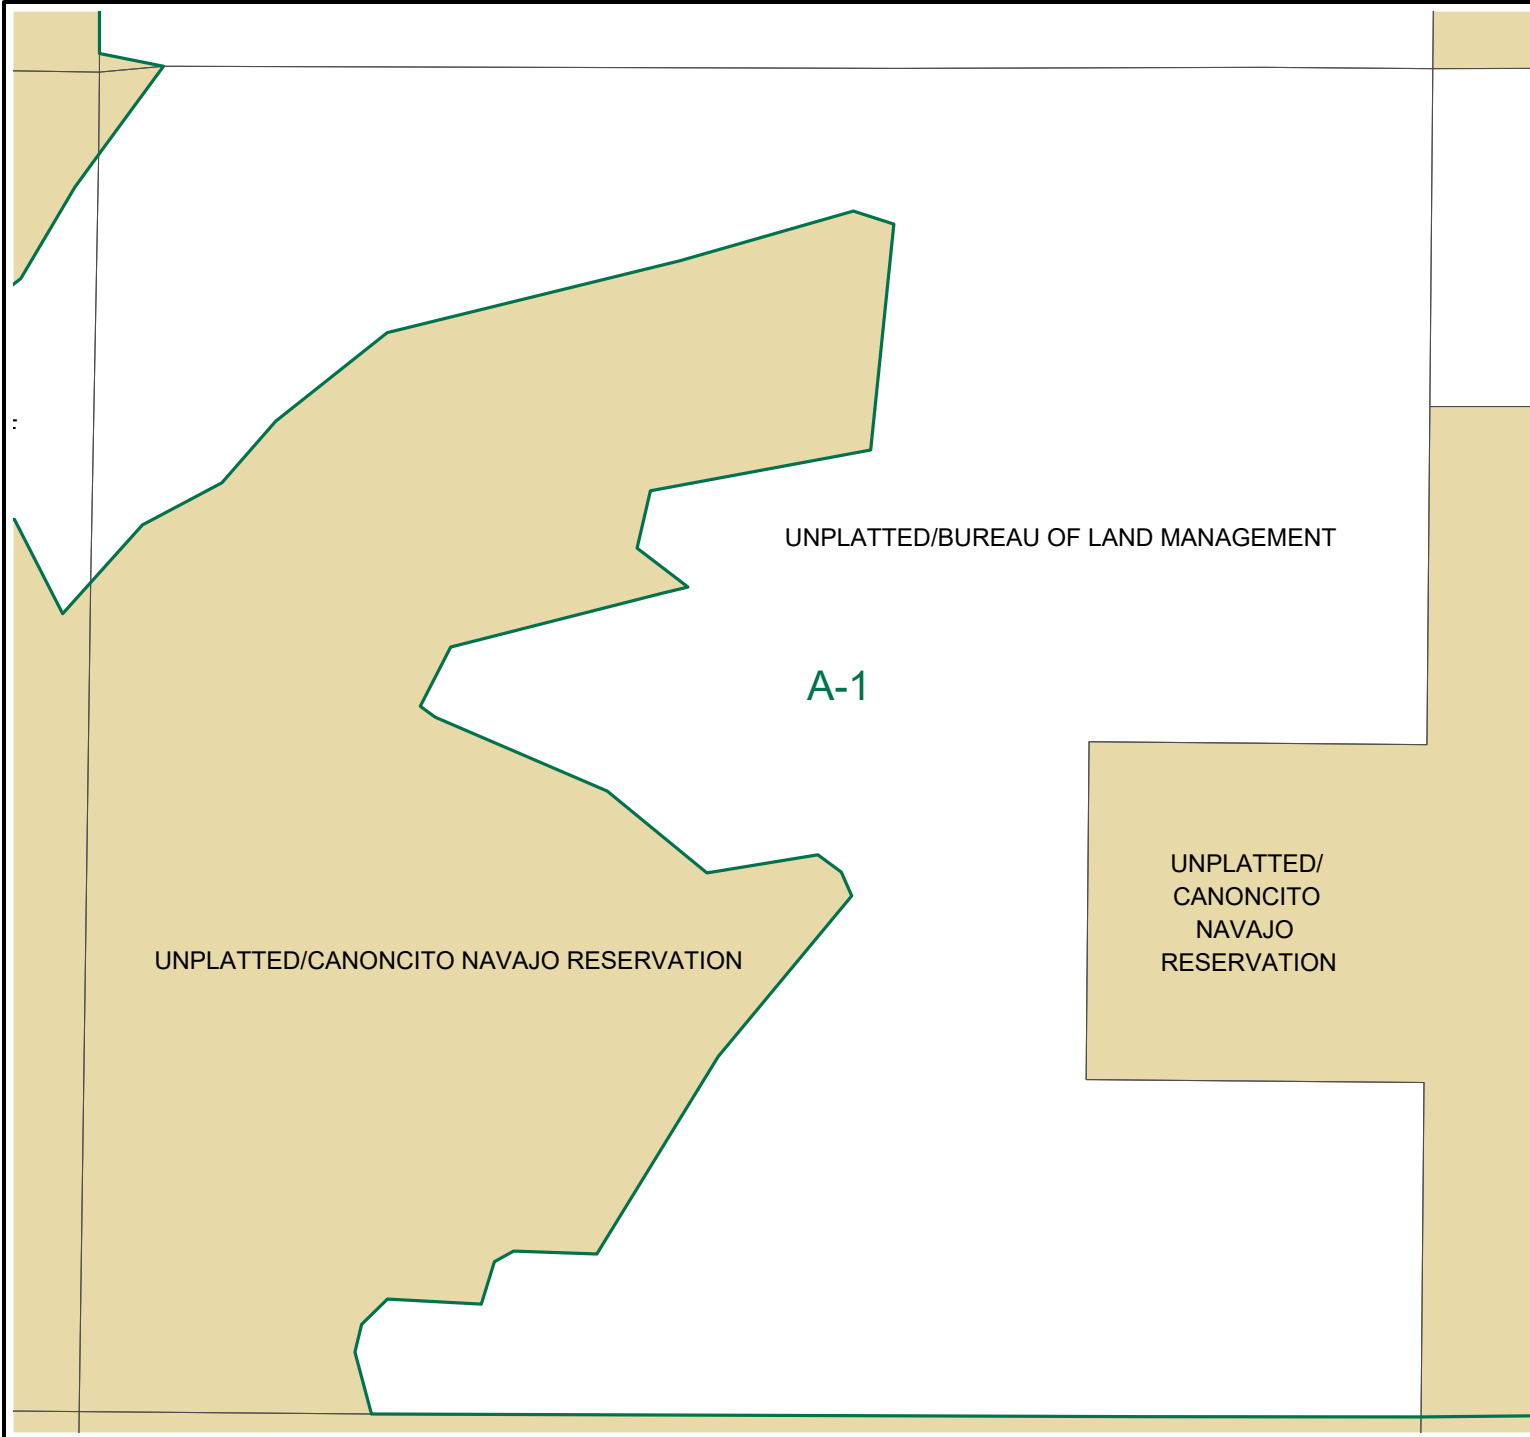 UNPLATTED/BUREAU OF LAND MANAGEMENT
A-1
UNPLATTED/
CANONCITO
NAVAJO
RESERVATION
UNPLATTED/CANONCITO NAVAJO RESERVATION